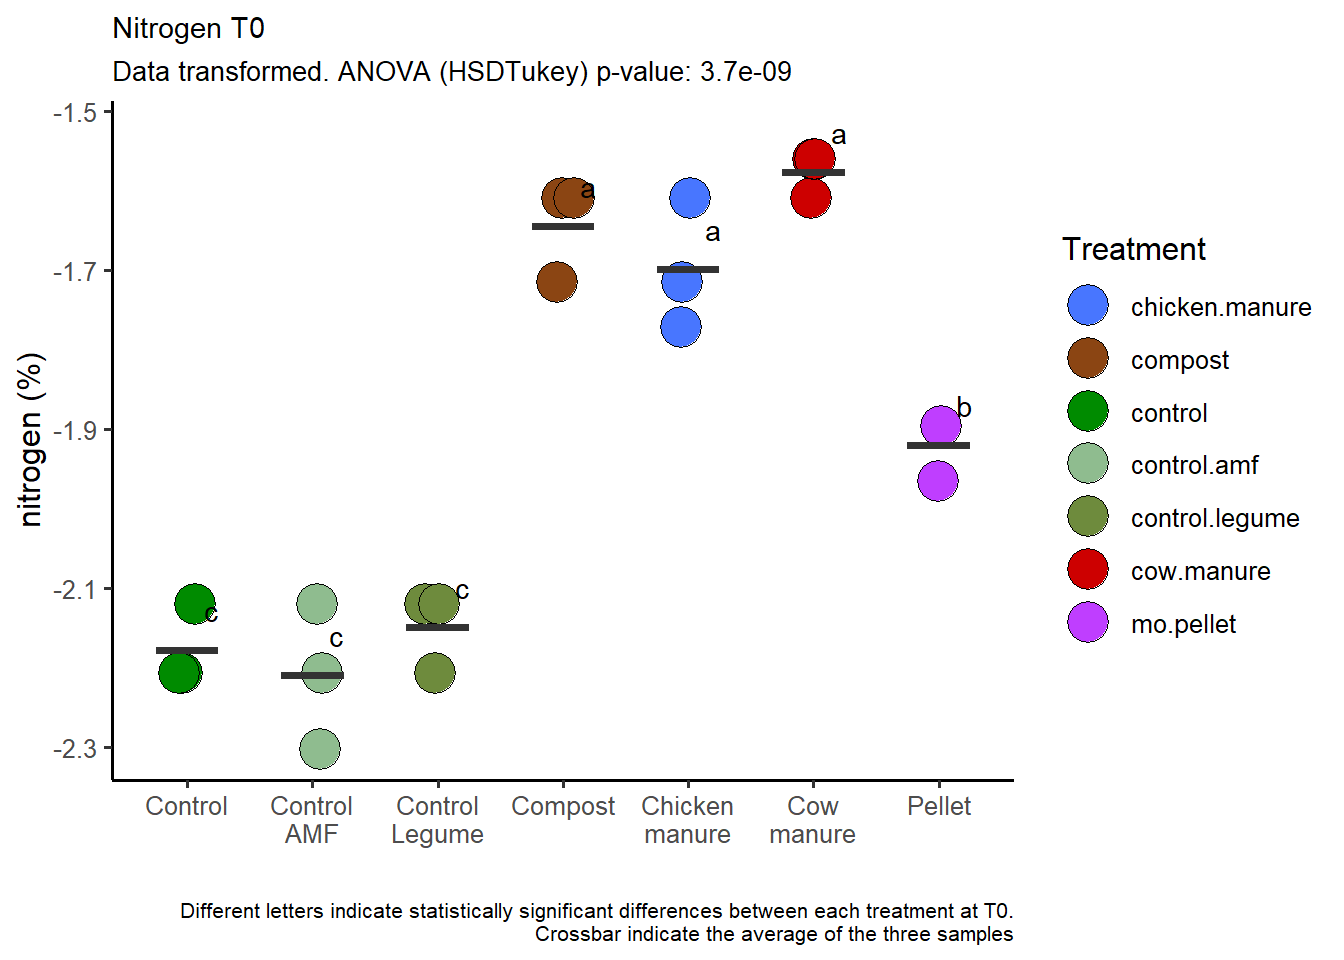 Nitrogen T0
Data transformed. ANOVA (HSDTukey) p-value: 3.7e-09
nitrogen (%)
-1.5
-1.7
-1.9
-2.1
-2.3
c
c
c
a
a
a
b
Control
Control
AMF
Control
Legume
Compost
Chicken
manure
Cow
manure
Pellet
Treatment
chicken.manure
compost
control
control.amf
control.legume
cow.manure
mo.pellet
Different letters indicate statistically significant differences between each treatment at T0.
Crossbar indicate the average of the three samples